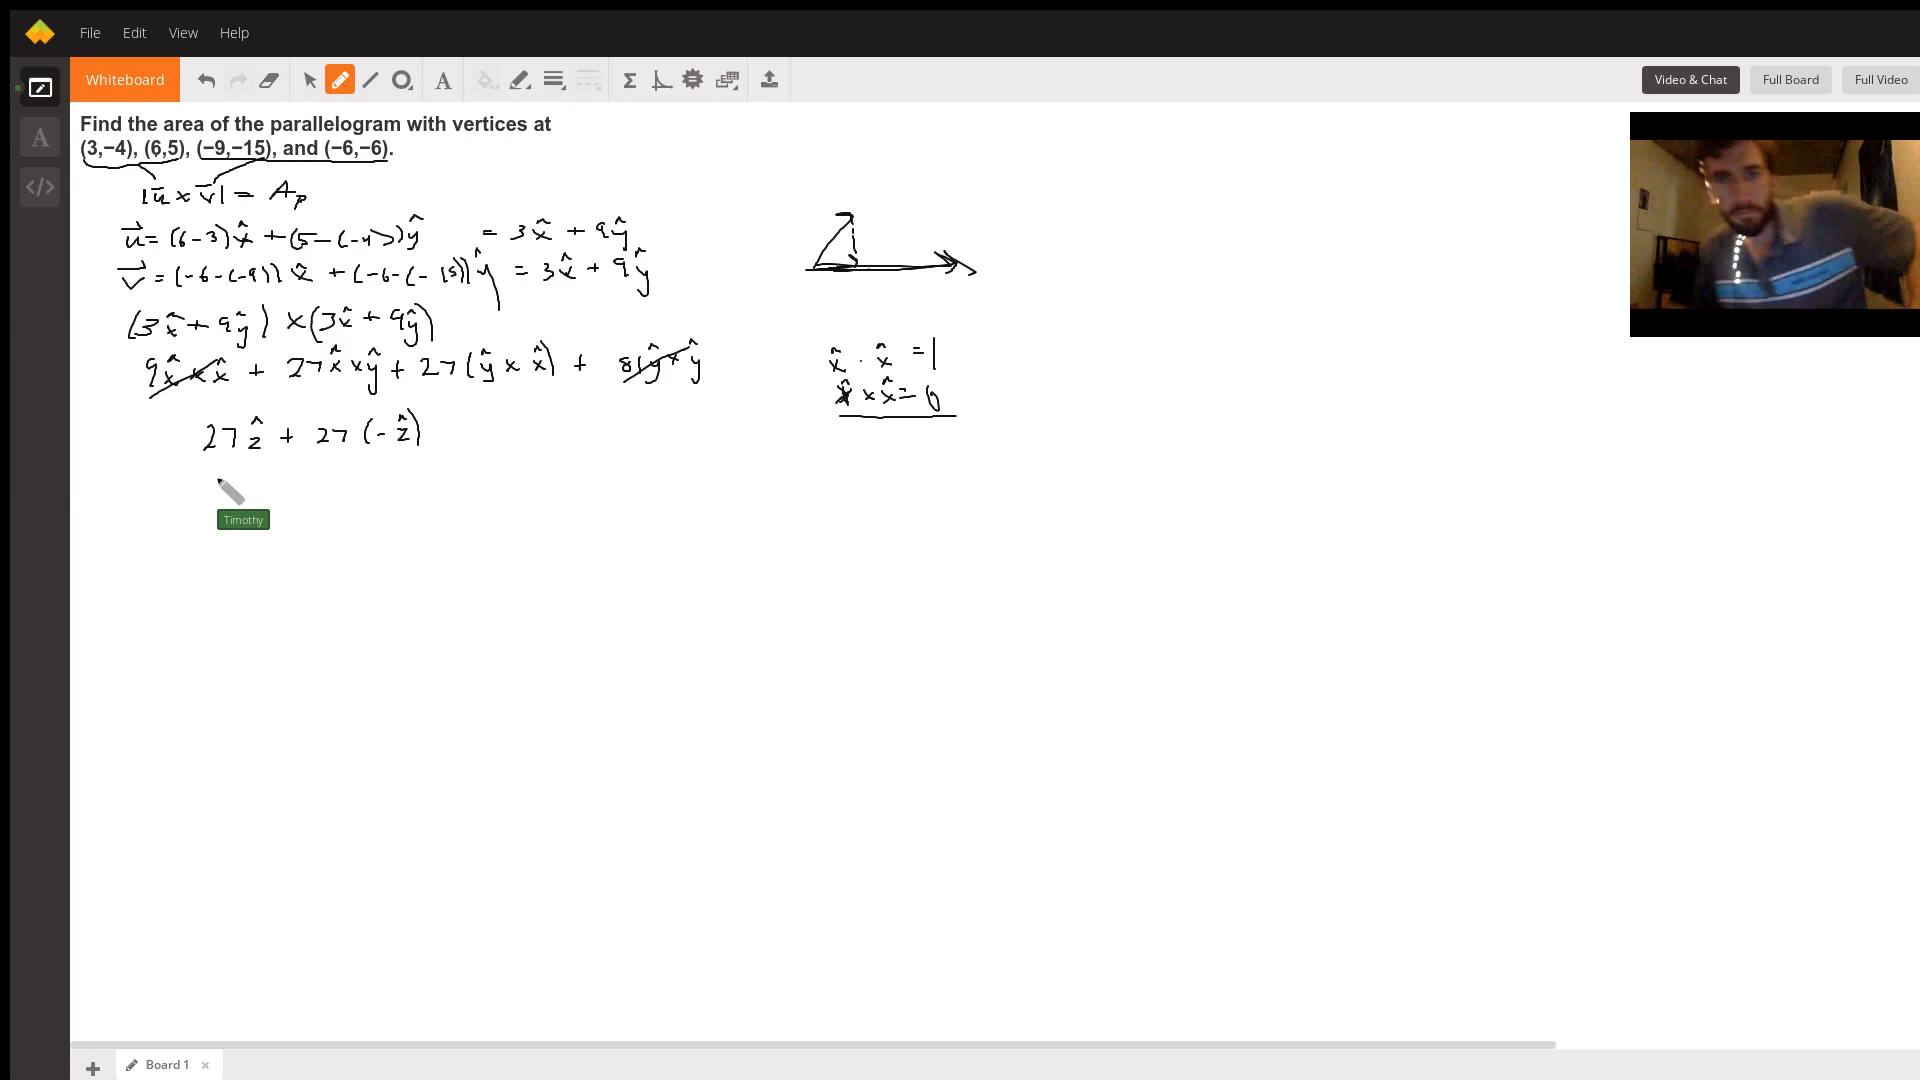 File Edit View Help
Whiteboard
A
Σ
Video & Chat Full Board Full Video
A
</>
Find the area of the parallelogram with vertices at
(3,−4), (6,5), (−9,−15), and (−6,−6).
|ū × v̄| = Aₚ
u⃗ = (6-3)x̂ + (5-(-4))ŷ = 3x̂ + 9ŷ
v⃗ = (-6-(-9))x̂ + (-6-(-15))ŷ = 3x̂ + 9ŷ
(3x̂ + 9ŷ) × (3x̂ + 9ŷ)
9x̂ × x̂ + 27x̂ × ŷ + 27(ŷ × x̂) + 81ŷ × ŷ
27ẑ + 27(-ẑ)
x̂ · x̂ = 1
x̂ × x̂ = 0
Timothy
Board 1